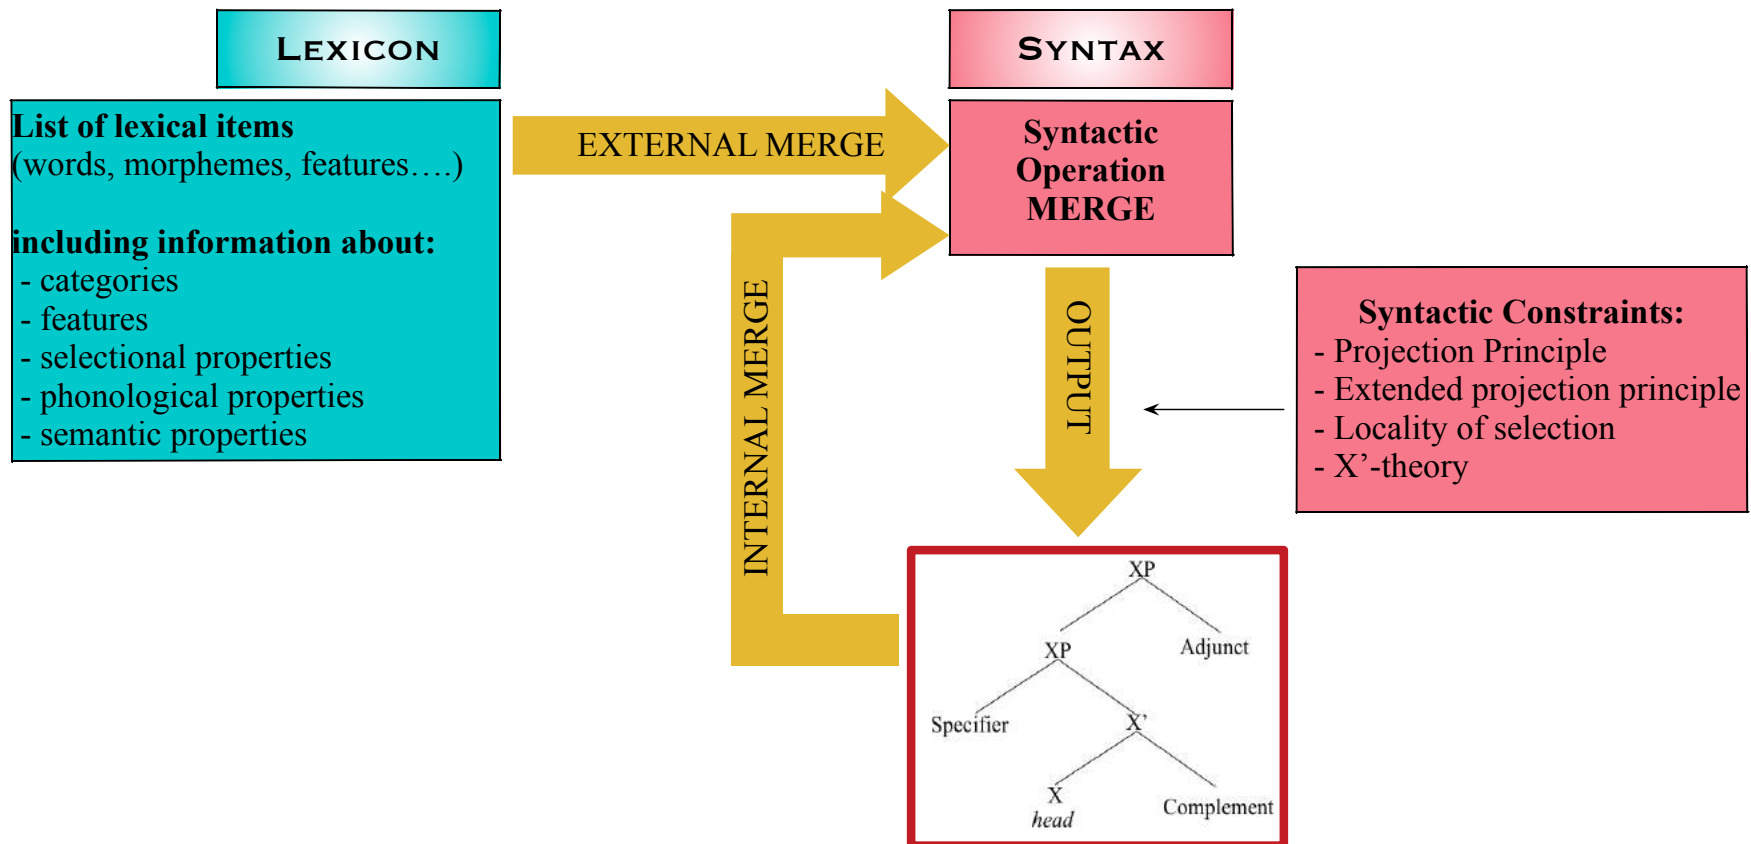 LEXICON
SYNTAX
List of lexical items
(words, morphemes, features….)
including information about:
- categories
- features
- selectional properties
- phonological properties
- semantic properties
EXTERNAL MERGE
Syntactic
Operation
MERGE
INTERNAL MERGE
OUTPUT
Syntactic Constraints:
- Projection Principle
- Extended projection principle
- Locality of selection
- X’-theory
XP
XP
Adjunct
Specifier
X’
X
head
Complement